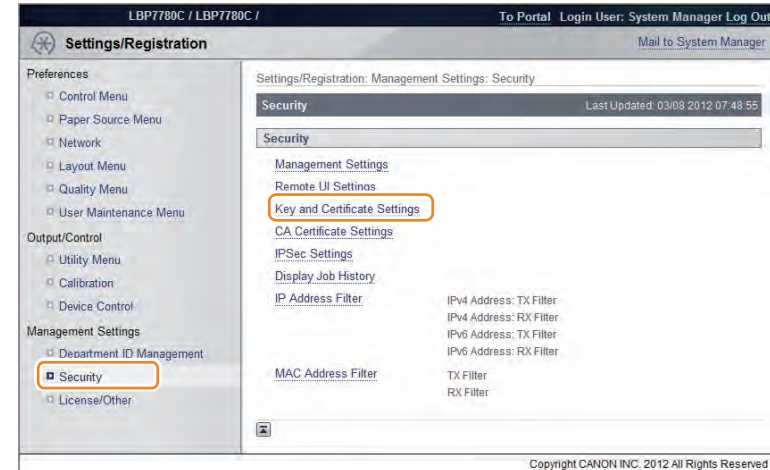 LBP7780C / LBP7780C /
To Portal Login User: System Manager Log Out
Settings/Registration
Mail to System Manager
Preferences
Control Menu
Paper Source Menu
Network
Layout Menu
Quality Menu
User Maintenance Menu
Output/Control
Utility Menu
Calibration
Device Control
Management Settings
Department ID Management
Security
License/Other
Settings/Registration: Management Settings: Security
Security
Last Updated: 03/08 2012 07:48:55
Security
Management Settings
Remote UI Settings
Key and Certificate Settings
CA Certificate Settings
IPSec Settings
Display Job History
IP Address Filter
IPv4 Address: TX Filter
IPv4 Address: RX Filter
IPv6 Address: TX Filter
IPv6 Address: RX Filter
MAC Address Filter
TX Filter
RX Filter
Copyright CANON INC. 2012 All Rights Reserved